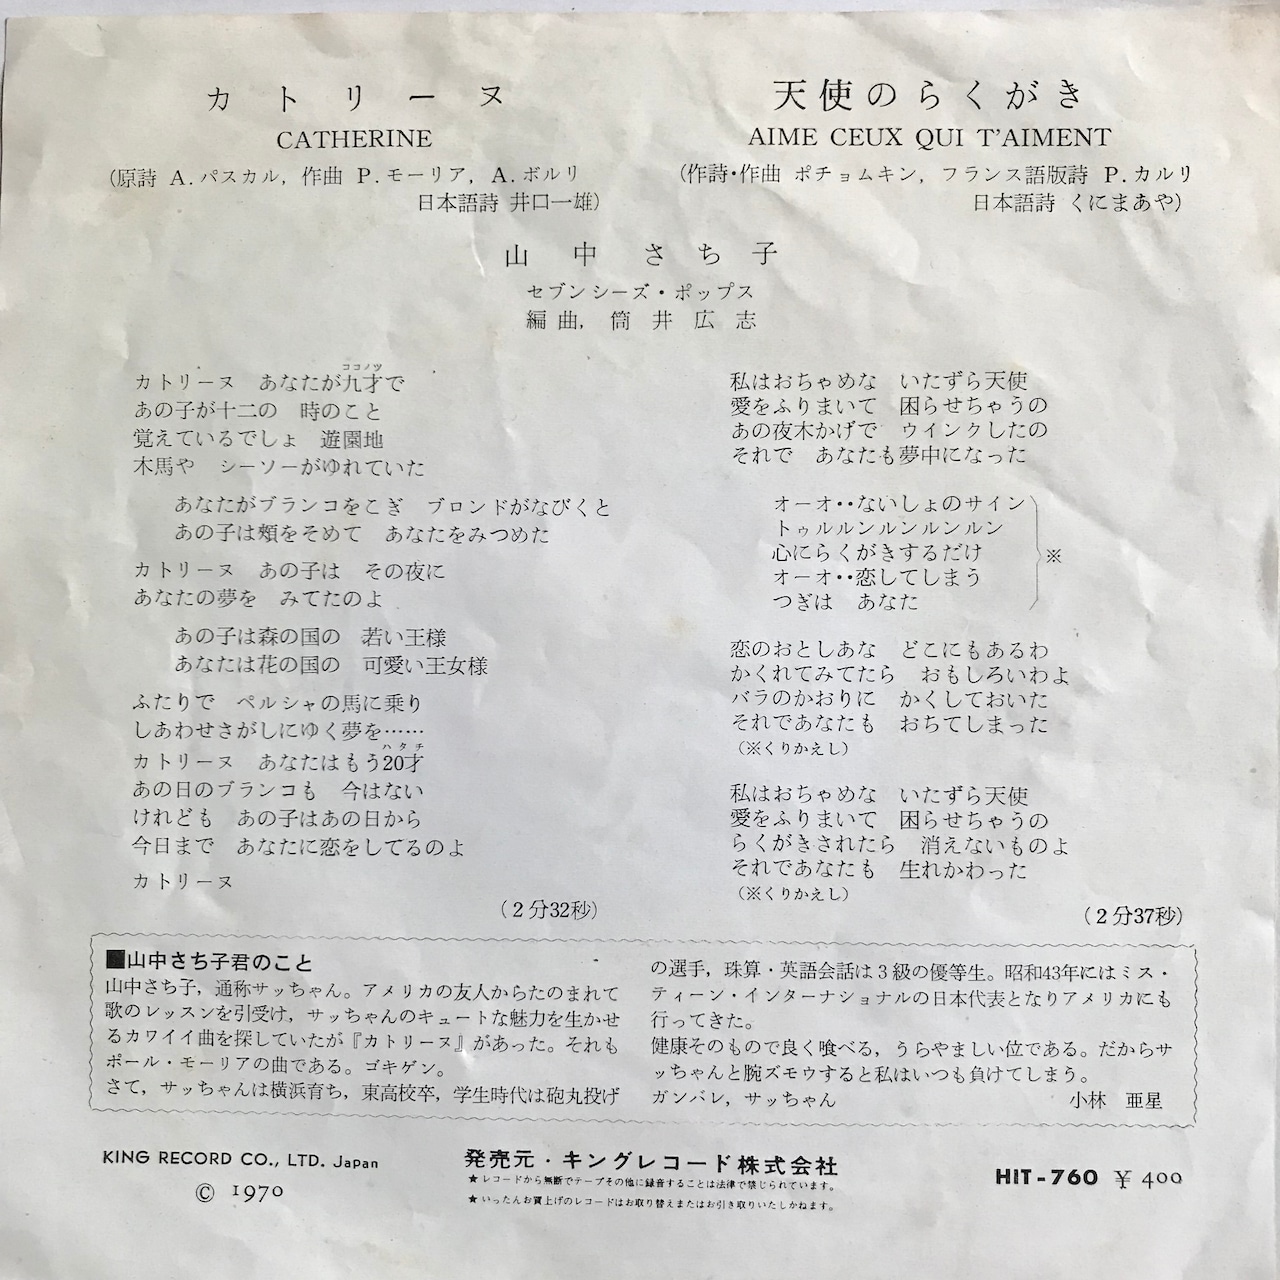 カトリーヌ
CATHERINE
(原詩 A.パスカル, 作曲 P.モーリア, A.ボルリ
日本語詩 井口一雄)
天使のらくがき
AIME CEUX QUI T'AIMENT
(作詩・作曲 ポチョムキン, フランス語版詩 P.カルリ
日本語詩 くにまあや)
山中さち子
セブンシーズ・ポップス
編曲, 筒井広志
ココノツ
カトリーヌ あなたが九才で
あの子が十二の 時のこと
覚えているでしょ 遊園地
木馬や シーソーがゆれていた
あなたがブランコをこぎ ブロンドがなびくと
あの子は頬をそめて あなたをみつめた
カトリーヌ あの子は その夜に
あなたの夢を みてたのよ
あの子は森の国の 若い王様
あなたは花の国の 可愛い王女様
ふたりで ペルシャの馬に乗り
しあわせさがしにゆく夢を……
ハタチ
カトリーヌ あなたはもう20才
あの日のブランコも 今はない
けれども あの子はあの日から
今日まで あなたに恋をしてるのよ
カトリーヌ
(2分32秒)
私はおちゃめな いたずら天使
愛をふりまいて 困らせちゃうの
あの夜木かげで ウインクしたの
それで あなたも夢中になった
オーオ‥ないしょのサイン
トゥルルンルンルンルン
心にらくがきするだけ
※
オーオ‥恋してしまう
つぎは あなた
恋のおとしあな どこにもあるわ
かくれてみてたら おもしろいわよ
バラのかおりに かくしておいた
それであなたも おちてしまった
(※くりかえし)
私はおちゃめな いたずら天使
愛をふりまいて 困らせちゃうの
らくがきされたら 消えないものよ
それであなたも 生れかわった
(※くりかえし)
(2分37秒)
■山中さち子君のこと
山中さち子, 通称サッちゃん。アメリカの友人からたのまれて
歌のレッスンを引受け, サッちゃんのキュートな魅力を生かせ
るカワイイ曲を探していたが『カトリーヌ』があった。それも
ポール・モーリアの曲である。ゴキゲン。
さて, サッちゃんは横浜育ち, 東高校卒, 学生時代は砲丸投げ
の選手, 珠算・英語会話は3級の優等生。昭和43年にはミス・
ティーン・インターナショナルの日本代表となりアメリカにも
行ってきた。
健康そのもので良く喰べる, うらやましい位である。だからサ
ッちゃんと腕ズモウすると私はいつも負けてしまう。
ガンバレ, サッちゃん 小林 亜星
KING RECORD CO., LTD. Japan
© 1970
発売元・キングレコード株式会社
★レコードから無断でテープその他に録音することは法律で禁じられています。
★いったんお買上げのレコードはお取り替えまたはお引き取りいたしかねます。
HIT-760 ¥400